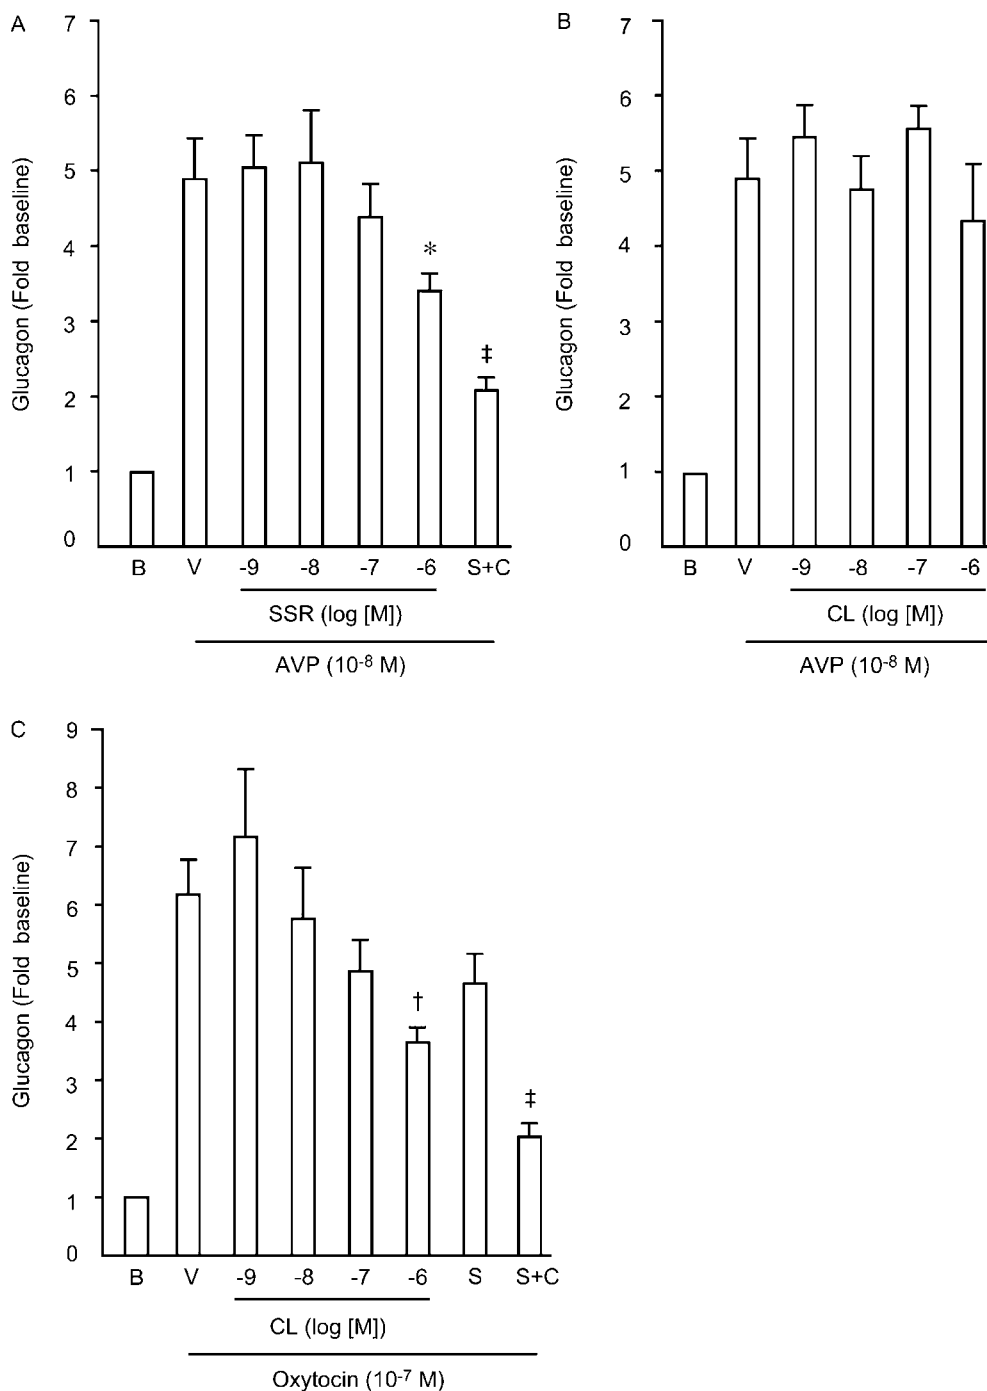 A
7
6
5
4
3
2
1
0
Glucagon (Fold baseline)
*
‡
B V -9 -8 -7 -6 S+C
SSR (log [M])
AVP (10-8 M)
B
7
6
5
4
3
2
1
0
Glucagon (Fold baseline)
B V -9 -8 -7 -6
CL (log [M])
AVP (10-8 M)
C
9
8
7
6
5
4
3
2
1
0
Glucagon (Fold baseline)
†
‡
B V -9 -8 -7 -6 S S+C
CL (log [M])
Oxytocin (10-7 M)